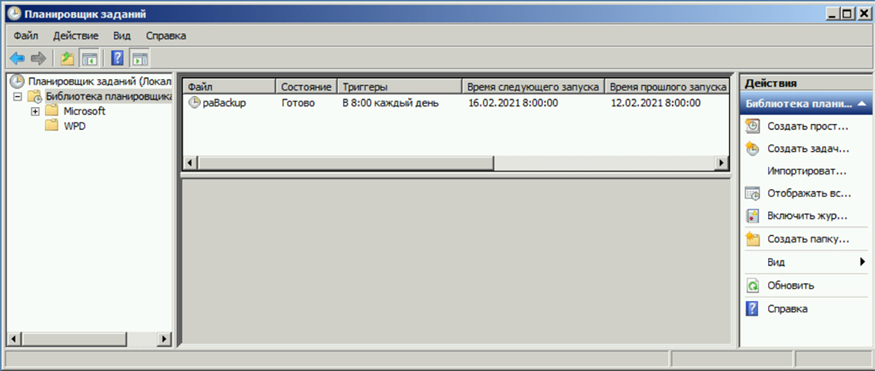 Планировщик заданий
Файл Действие Вид Справка
Планировщик заданий (Локал
Библиотека планировщика
Microsoft
WPD
Файл Состояние Триггеры Время следующего запуска Время прошлого запуска
paBackup Готово В 8:00 каждый день 16.02.2021 8:00:00 12.02.2021 8:00:00
Действия
Библиотека плани...
Создать прост...
Создать задач...
Импортироват...
Отображать вс...
Включить жур...
Создать папку...
Вид
Обновить
Справка